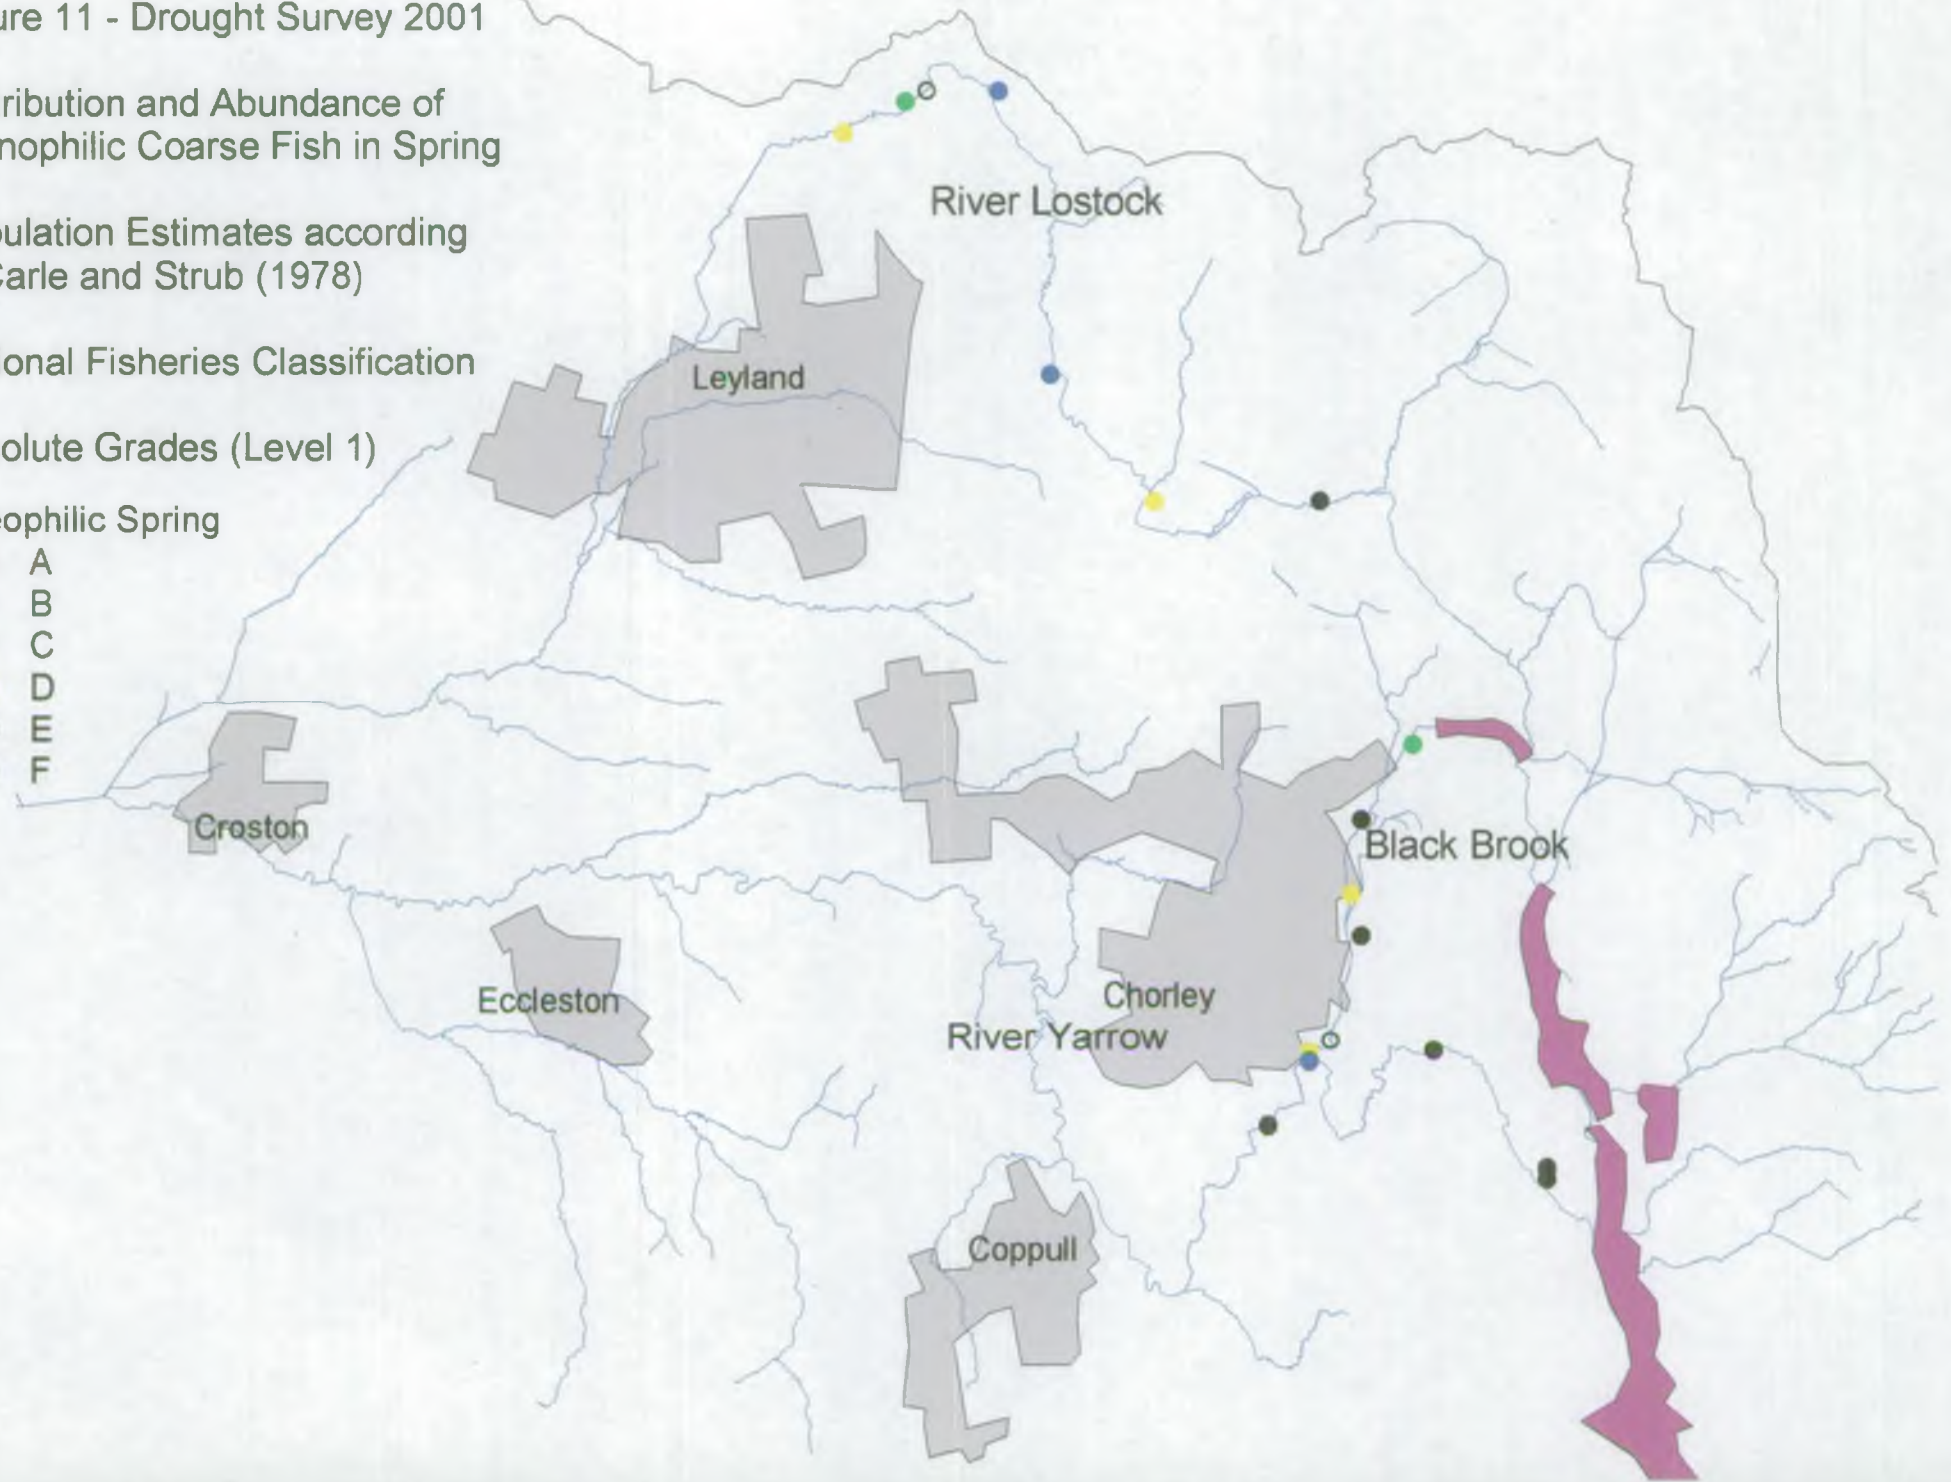 ure 11 - Drought Survey 2001
ribution and Abundance of
nophilic Coarse Fish in Spring
ulation Estimates according
Carle and Strub (1978)
ional Fisheries Classification
olute Grades (Level 1)
eophilic Spring
A
B
C
D
E
F
River Lostock
Leyland
Croston
Black Brook
Eccleston
Chorley
River Yarrow
Coppull